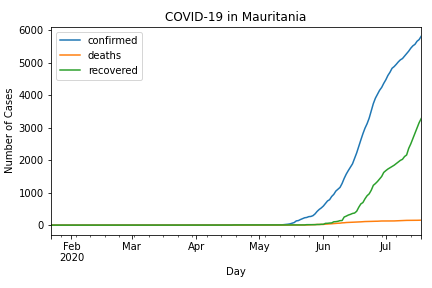 COVID-19 in Mauritania
confirmed
deaths
recovered
Number of Cases
6000
5000
4000
3000
2000
1000
0
Feb Mar Apr May Jun Jul
2020
Day